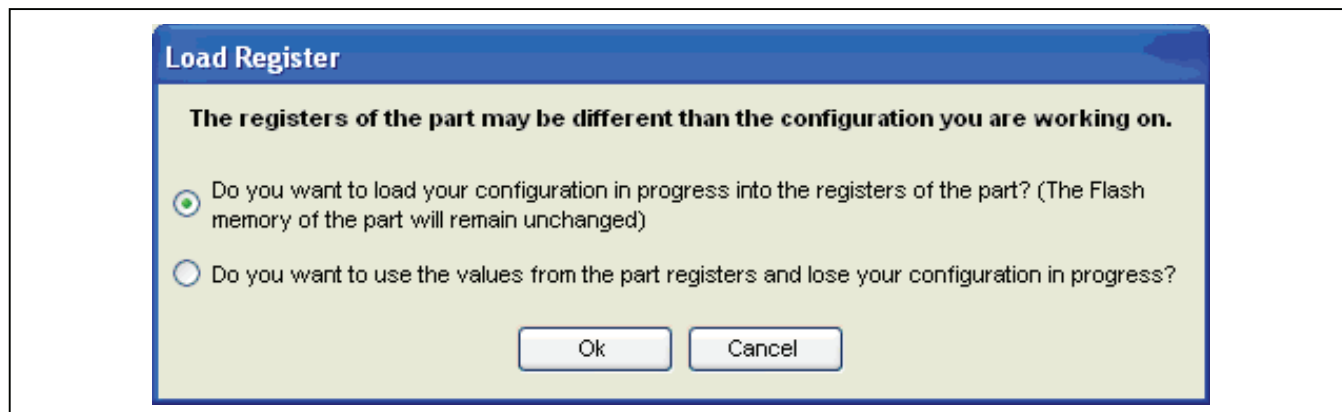 Load Register
The registers of the part may be different than the configuration you are working on.
Do you want to load your configuration in progress into the registers of the part? (The Flash
memory of the part will remain unchanged)
Do you want to use the values from the part registers and lose your configuration in progress?
Ok
Cancel